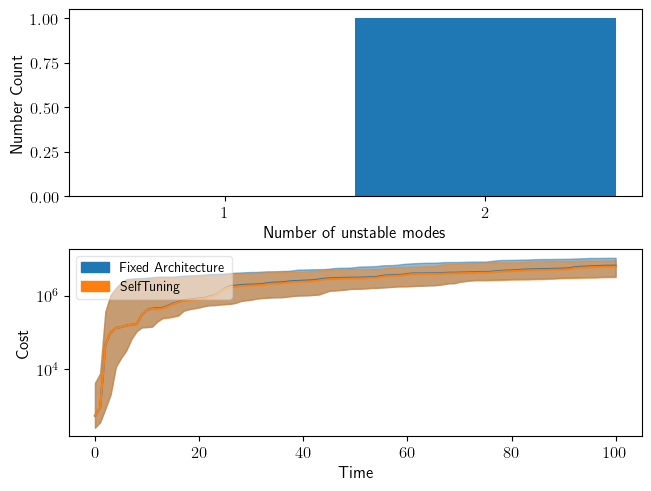 1.00
0.75
0.50
0.25
0.00
Number Count
1 2
Number of unstable modes
Fixed Architecture
SelfTuning
10^6
10^4
Cost
0 20 40 60 80 100
Time